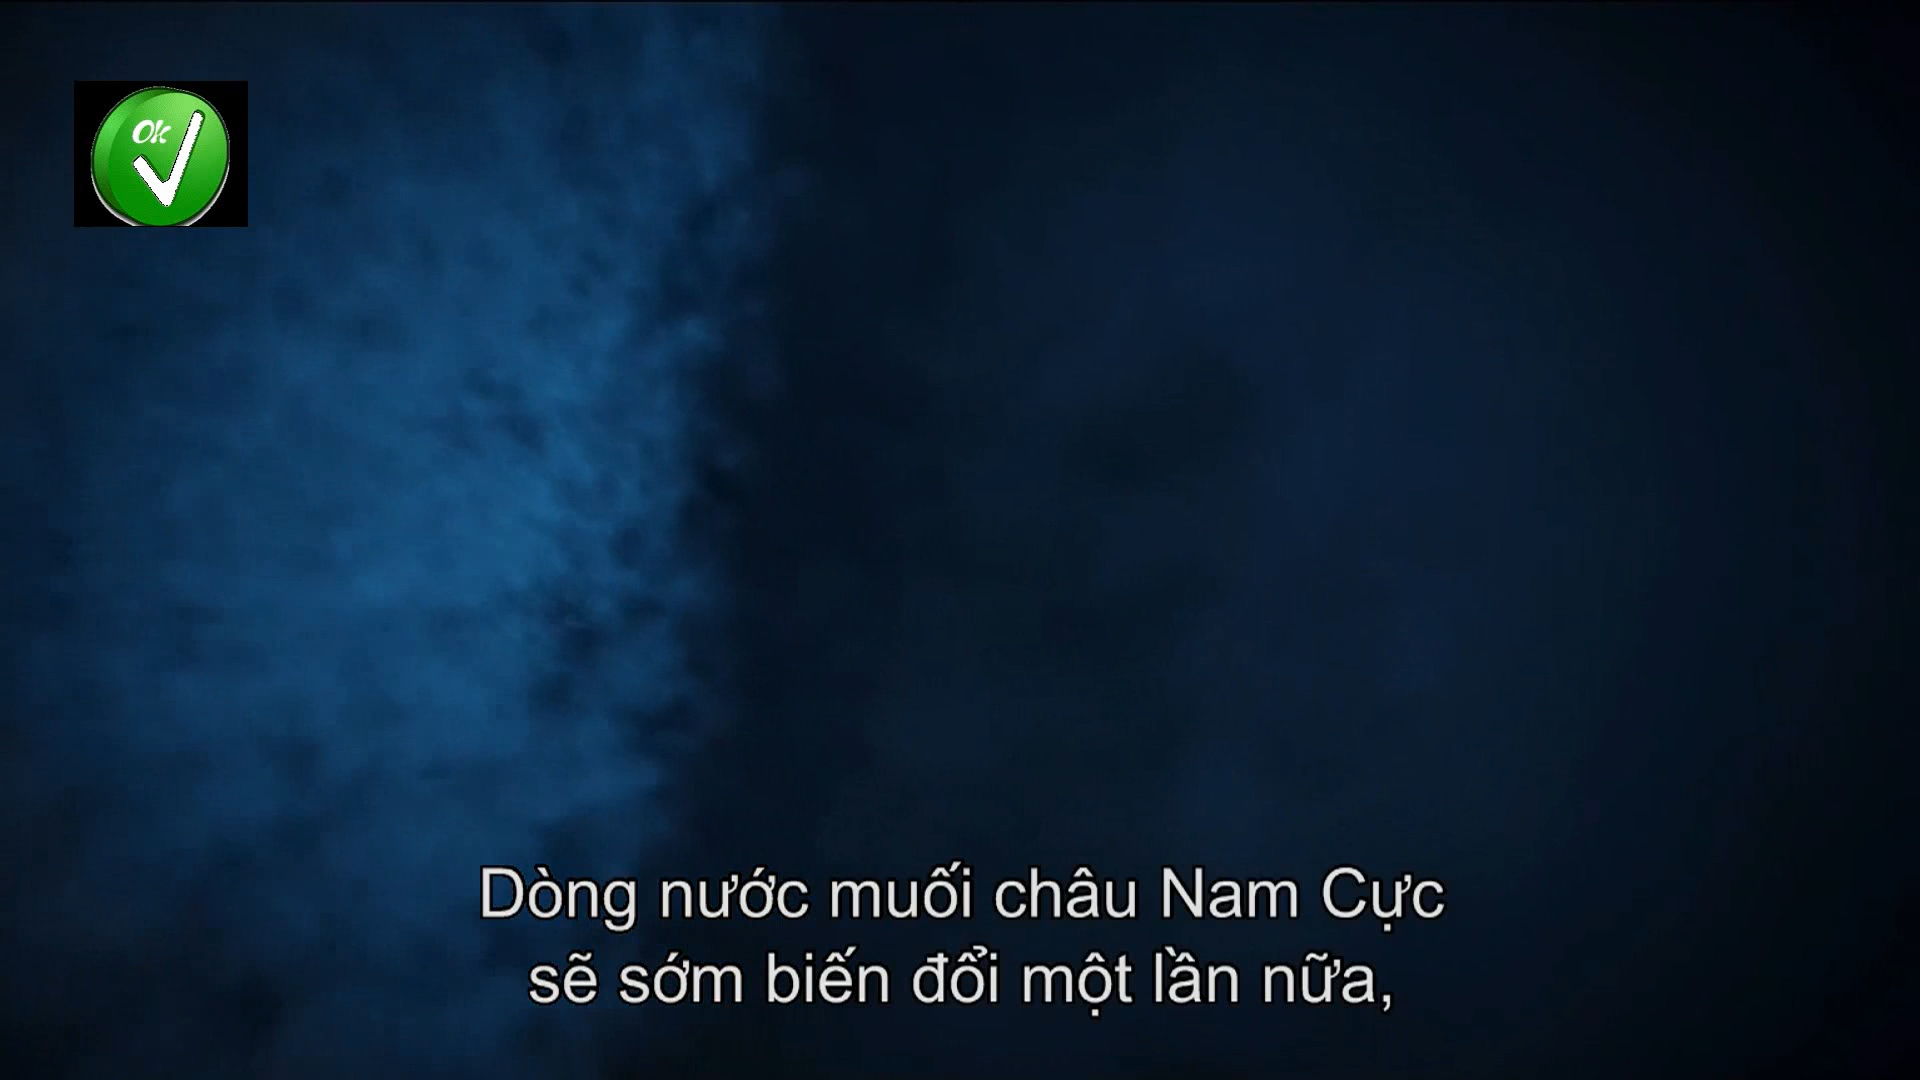 Ok
Dòng nước muối châu Nam Cực
sẽ sớm biến đổi một lần nữa,